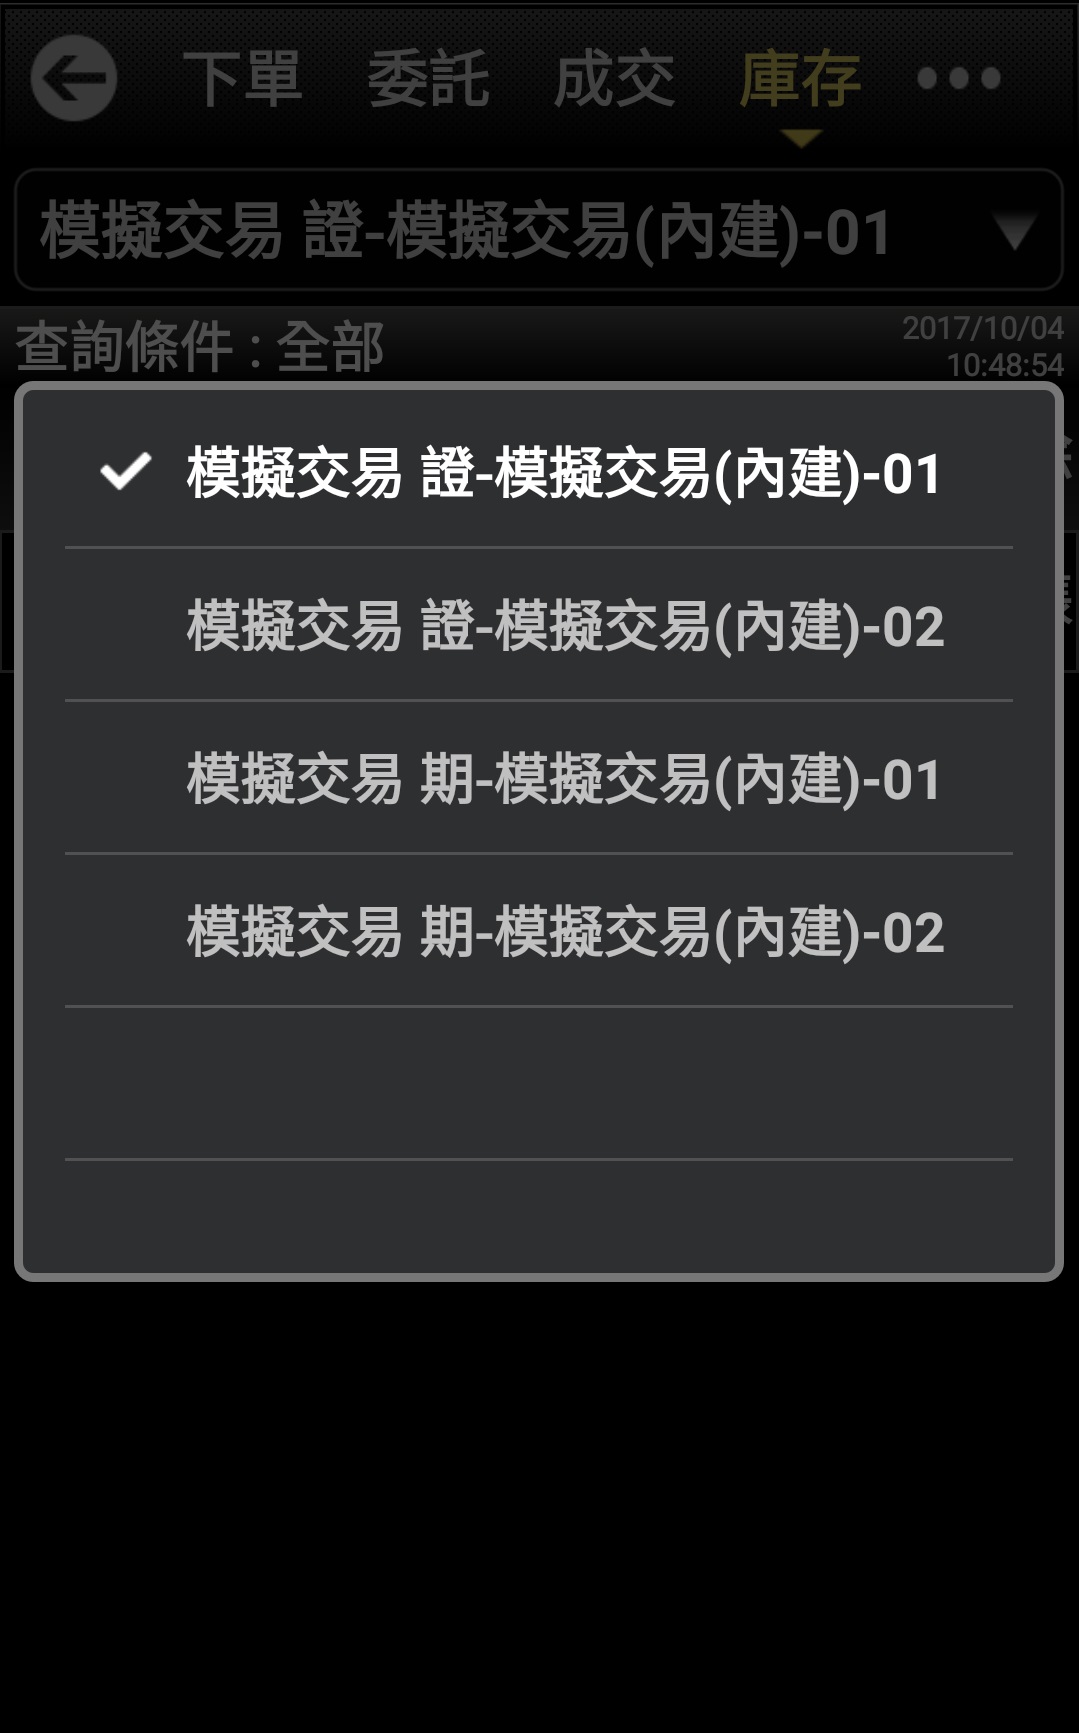 下單 委託 成交 庫存
模擬交易 證-模擬交易(內建)-01
查詢條件 : 全部
2017/10/04
10:48:54
模擬交易 證-模擬交易(內建)-01
模擬交易 證-模擬交易(內建)-02
模擬交易 期-模擬交易(內建)-01
模擬交易 期-模擬交易(內建)-02